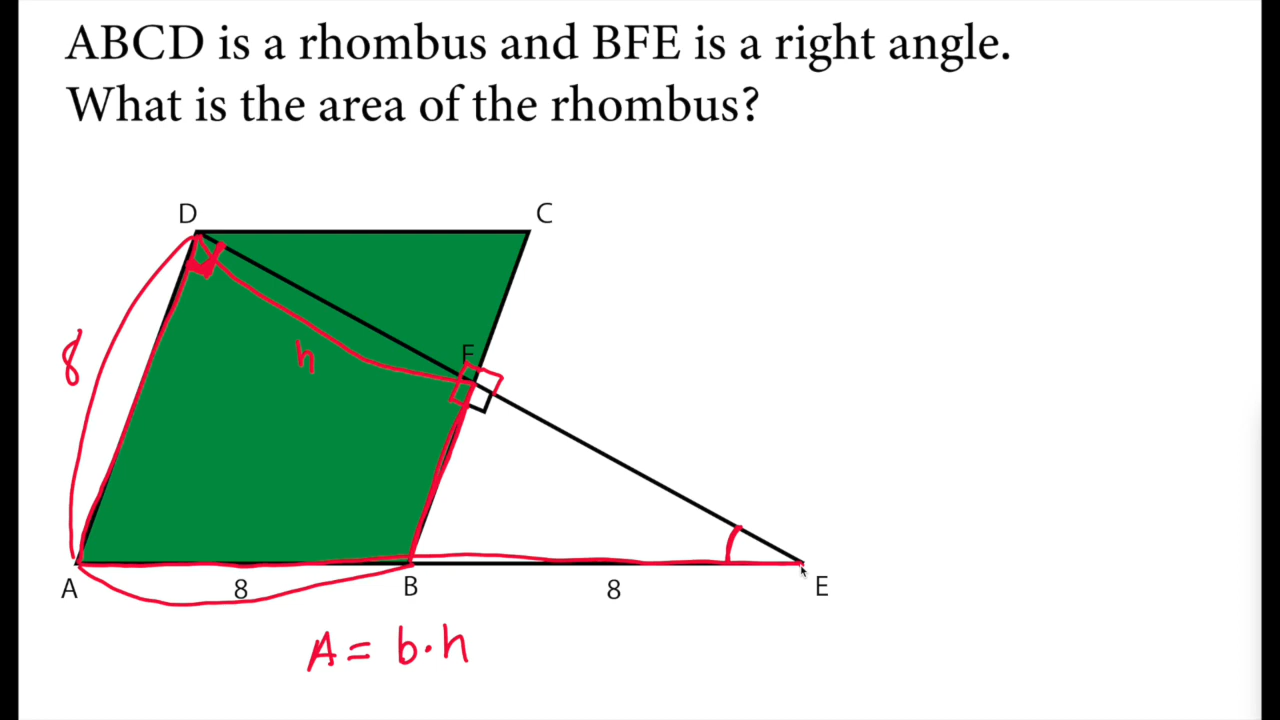 ABCD is a rhombus and BFE is a right angle.
What is the area of the rhombus?
D
C
8
h
F
A
8
B
8
E
A = b·h